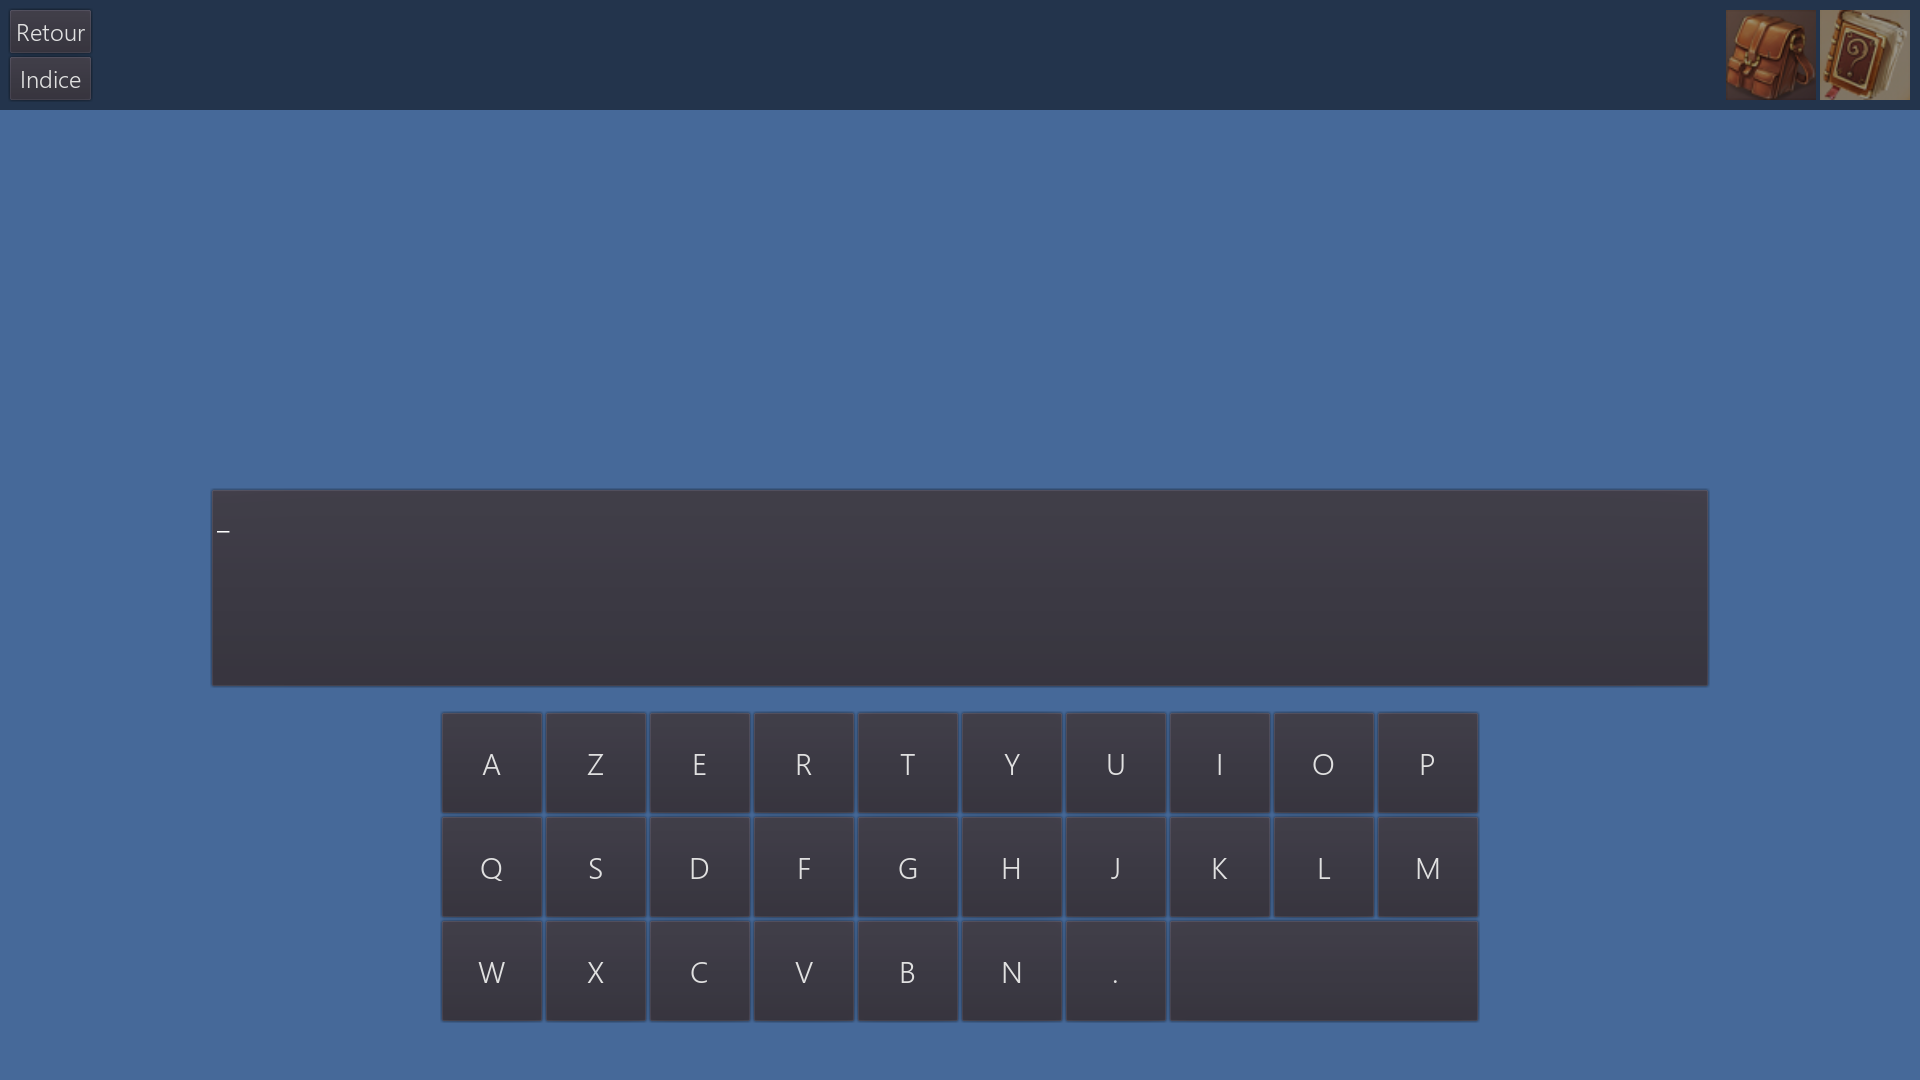 Retour
Indice
_
A Z E R T Y U I O P
Q S D F G H J K L M
W X C V B N .